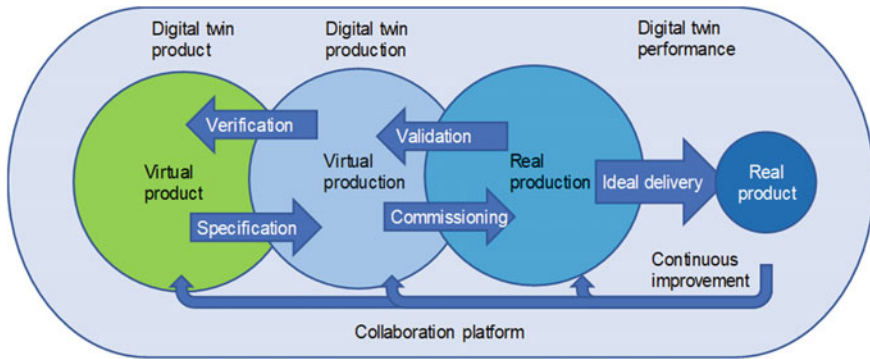 Digital twin
product
Digital twin
production
Digital twin
performance
Verification
Validation
Virtual
product
Virtual
production
Real
production
Ideal delivery
Real
product
Specification
Commissioning
Continuous
improvement
Collaboration platform